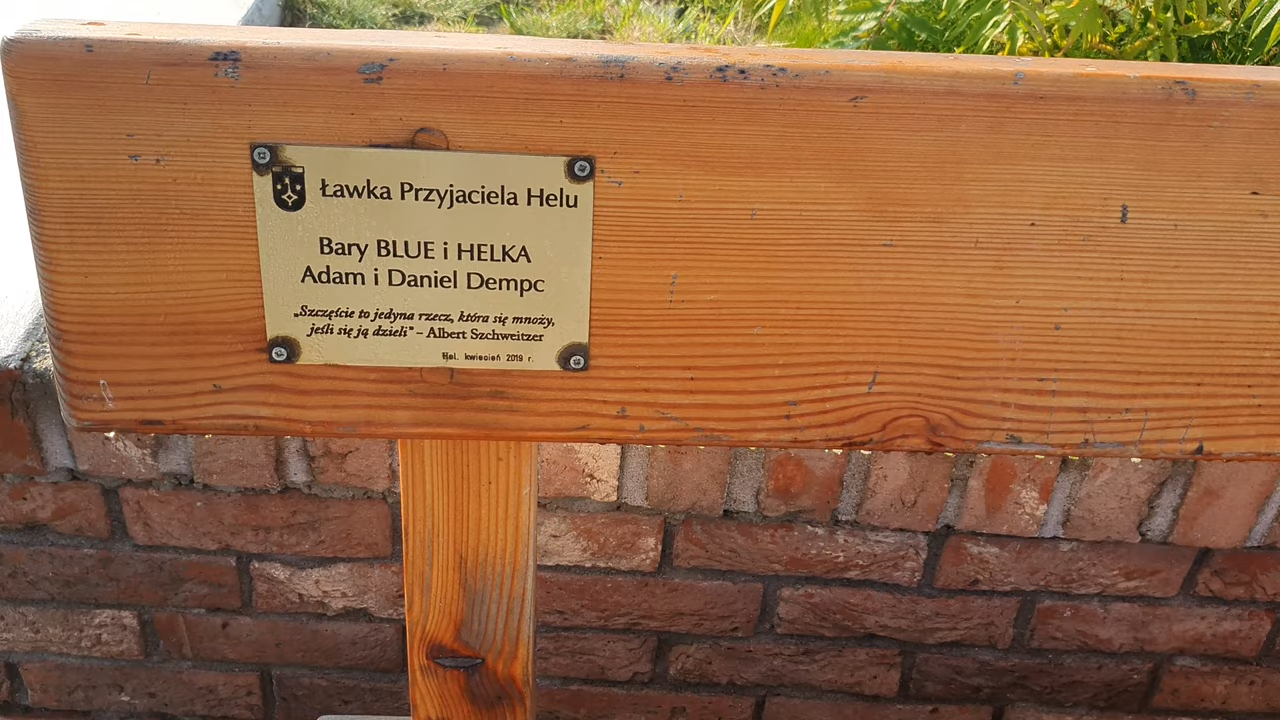 Ławka Przyjaciela Helu
Bary BLUE i HELKA
Adam i Daniel Dempc
„Szczęście to jedyna rzecz, która się mnoży,
jeśli się ją dzieli” – Albert Szchweitzer
Hel, kwiecień 2019 r.